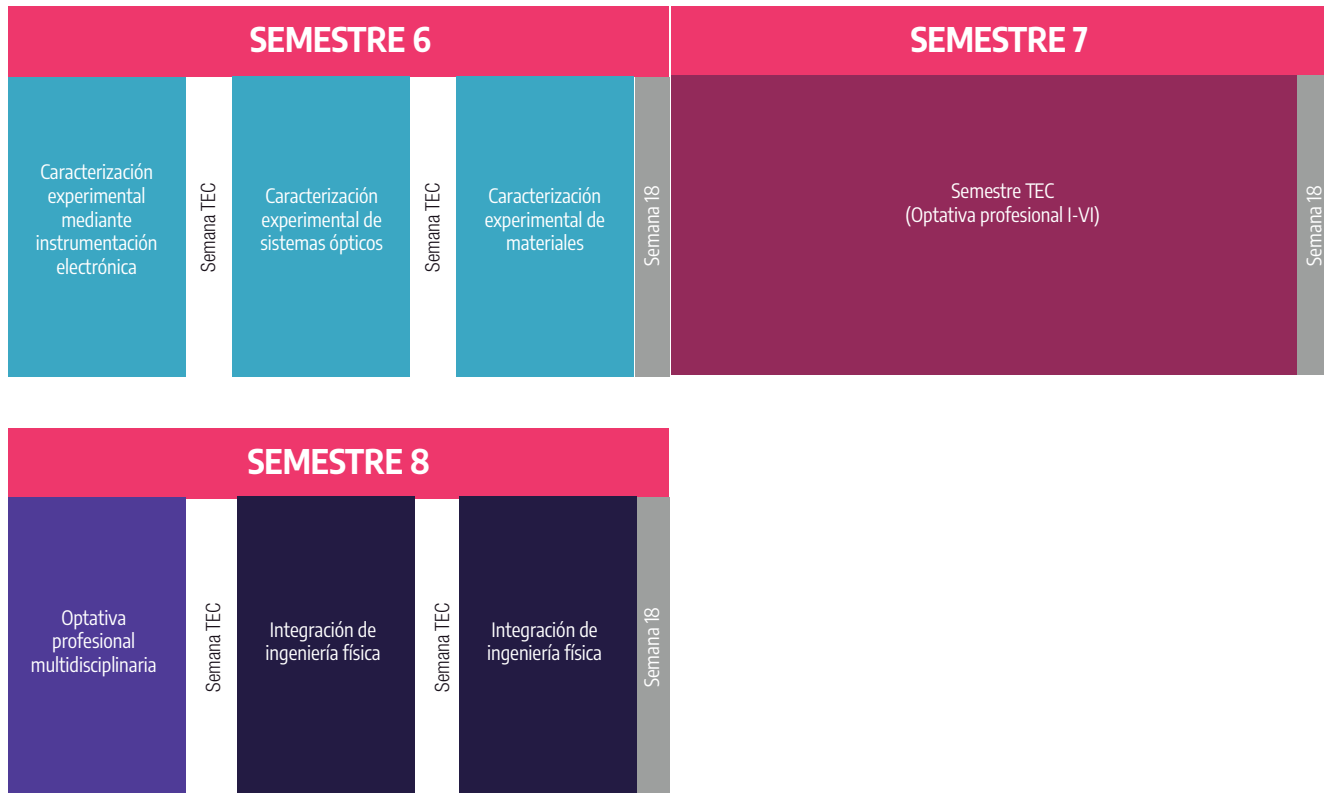 SEMESTRE 6
Caracterización
experimental
mediante
instrumentación
electrónica
Semana TEC
Caracterización
experimental de
sistemas ópticos
Semana TEC
Caracterización
experimental de
materiales
Semana 18
SEMESTRE 7
Semestre TEC
(Optativa profesional I-VI)
Semana 18
SEMESTRE 8
Optativa
profesional
multidisciplinaria
Semana TEC
Integración de
ingeniería física
Semana TEC
Integración de
ingeniería física
Semana 18